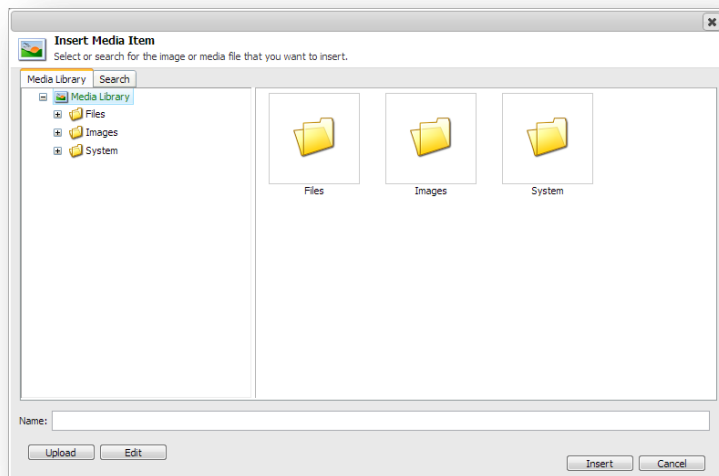 Insert Media Item
Select or search for the image or media file that you want to insert.
Media Library Search
Media Library
Files
Images
System
Files Images System
Name:
Upload Edit
Insert Cancel